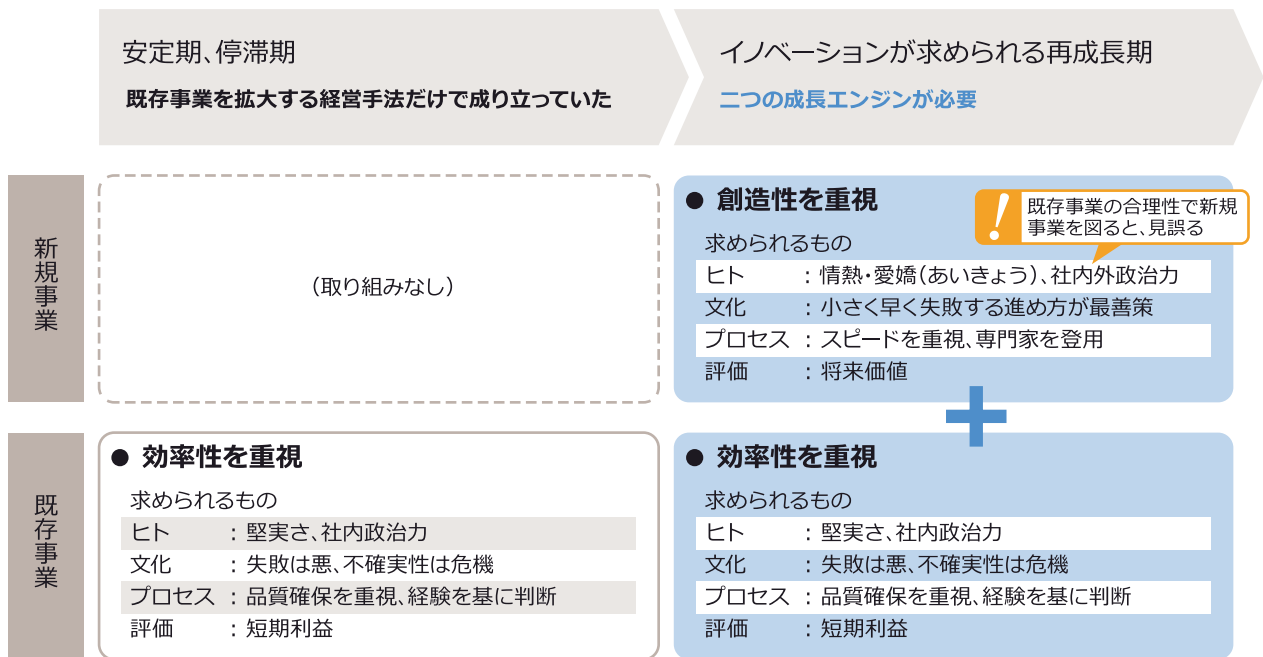 安定期、停滞期
既存事業を拡大する経営手法だけで成り立っていた
イノベーションが求められる再成長期
二つの成長エンジンが必要
新規事業
（取り組みなし）
● 創造性を重視
！
既存事業の合理性で新規
事業を図ると、見誤る
求められるもの
ヒト ：情熱・愛嬌（あいきょう）、社内外政治力
文化 ：小さく早く失敗する進め方が最善策
プロセス ：スピードを重視、専門家を登用
評価 ：将来価値
+
既存事業
● 効率性を重視
求められるもの
ヒト ：堅実さ、社内政治力
文化 ：失敗は悪、不確実性は危機
プロセス ：品質確保を重視、経験を基に判断
評価 ：短期利益
● 効率性を重視
求められるもの
ヒト ：堅実さ、社内政治力
文化 ：失敗は悪、不確実性は危機
プロセス ：品質確保を重視、経験を基に判断
評価 ：短期利益